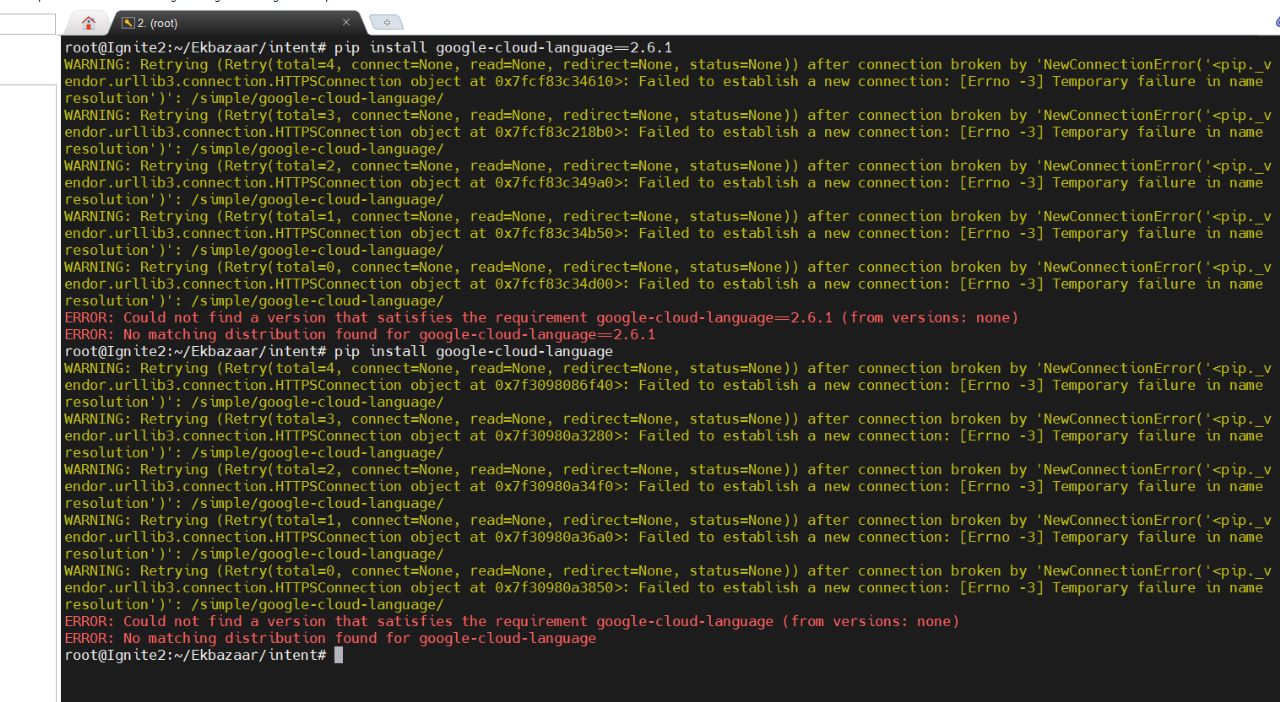 2. (root)
root@Ignite2:~/Ekbazaar/intent# pip install google-cloud-language==2.6.1
WARNING: Retrying (Retry(total=4, connect=None, read=None, redirect=None, status=None)) after connection broken by 'NewConnectionError('<pip._v
endor.urllib3.connection.HTTPSConnection object at 0x7fcf83c34610>: Failed to establish a new connection: [Errno -3] Temporary failure in name
resolution')': /simple/google-cloud-language/
WARNING: Retrying (Retry(total=3, connect=None, read=None, redirect=None, status=None)) after connection broken by 'NewConnectionError('<pip._v
endor.urllib3.connection.HTTPSConnection object at 0x7fcf83c218b0>: Failed to establish a new connection: [Errno -3] Temporary failure in name
resolution')': /simple/google-cloud-language/
WARNING: Retrying (Retry(total=2, connect=None, read=None, redirect=None, status=None)) after connection broken by 'NewConnectionError('<pip._v
endor.urllib3.connection.HTTPSConnection object at 0x7fcf83c349a0>: Failed to establish a new connection: [Errno -3] Temporary failure in name
resolution')': /simple/google-cloud-language/
WARNING: Retrying (Retry(total=1, connect=None, read=None, redirect=None, status=None)) after connection broken by 'NewConnectionError('<pip._v
endor.urllib3.connection.HTTPSConnection object at 0x7fcf83c34b50>: Failed to establish a new connection: [Errno -3] Temporary failure in name
resolution')': /simple/google-cloud-language/
WARNING: Retrying (Retry(total=0, connect=None, read=None, redirect=None, status=None)) after connection broken by 'NewConnectionError('<pip._v
endor.urllib3.connection.HTTPSConnection object at 0x7fcf83c34d00>: Failed to establish a new connection: [Errno -3] Temporary failure in name
resolution')': /simple/google-cloud-language/
ERROR: Could not find a version that satisfies the requirement google-cloud-language==2.6.1 (from versions: none)
ERROR: No matching distribution found for google-cloud-language==2.6.1
root@Ignite2:~/Ekbazaar/intent# pip install google-cloud-language
WARNING: Retrying (Retry(total=4, connect=None, read=None, redirect=None, status=None)) after connection broken by 'NewConnectionError('<pip._v
endor.urllib3.connection.HTTPSConnection object at 0x7f3098086f40>: Failed to establish a new connection: [Errno -3] Temporary failure in name
resolution')': /simple/google-cloud-language/
WARNING: Retrying (Retry(total=3, connect=None, read=None, redirect=None, status=None)) after connection broken by 'NewConnectionError('<pip._v
endor.urllib3.connection.HTTPSConnection object at 0x7f30980a3280>: Failed to establish a new connection: [Errno -3] Temporary failure in name
resolution')': /simple/google-cloud-language/
WARNING: Retrying (Retry(total=2, connect=None, read=None, redirect=None, status=None)) after connection broken by 'NewConnectionError('<pip._v
endor.urllib3.connection.HTTPSConnection object at 0x7f30980a34f0>: Failed to establish a new connection: [Errno -3] Temporary failure in name
resolution')': /simple/google-cloud-language/
WARNING: Retrying (Retry(total=1, connect=None, read=None, redirect=None, status=None)) after connection broken by 'NewConnectionError('<pip._v
endor.urllib3.connection.HTTPSConnection object at 0x7f30980a36a0>: Failed to establish a new connection: [Errno -3] Temporary failure in name
resolution')': /simple/google-cloud-language/
WARNING: Retrying (Retry(total=0, connect=None, read=None, redirect=None, status=None)) after connection broken by 'NewConnectionError('<pip._v
endor.urllib3.connection.HTTPSConnection object at 0x7f30980a3850>: Failed to establish a new connection: [Errno -3] Temporary failure in name
resolution')': /simple/google-cloud-language/
ERROR: Could not find a version that satisfies the requirement google-cloud-language (from versions: none)
ERROR: No matching distribution found for google-cloud-language
root@Ignite2:~/Ekbazaar/intent#